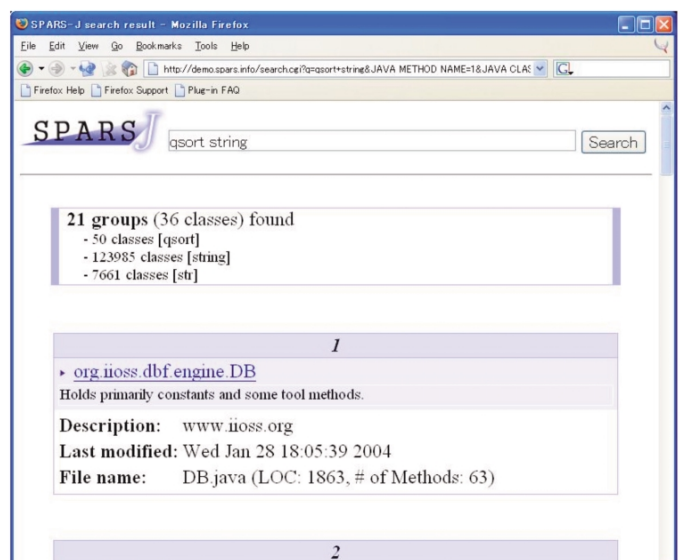 SPARS-J search result - Mozilla Firefox
File Edit View Go Bookmarks Tools Help
http://demo.spars.info/search.cgi?q=qsort+string&JAVA METHOD NAME=1&JAVA CLAS
Firefox Help Firefox Support Plug-in FAQ
SPARS J qsort string Search
21 groups (36 classes) found
- 50 classes [qsort]
- 123985 classes [string]
- 7661 classes [str]
1
org.iioss.dbf.engine.DB
Holds primarily constants and some tool methods.
Description: www.iioss.org
Last modified: Wed Jan 28 18:05:39 2004
File name: DB.java (LOC: 1863, # of Methods: 63)
2